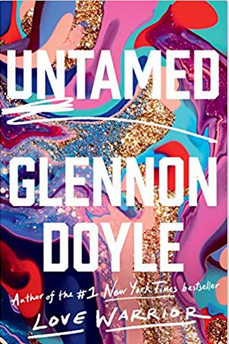 UNTAMED
GLENNON
DOYLE
Author of the #1 New York Times bestseller
LOVE WARRIOR